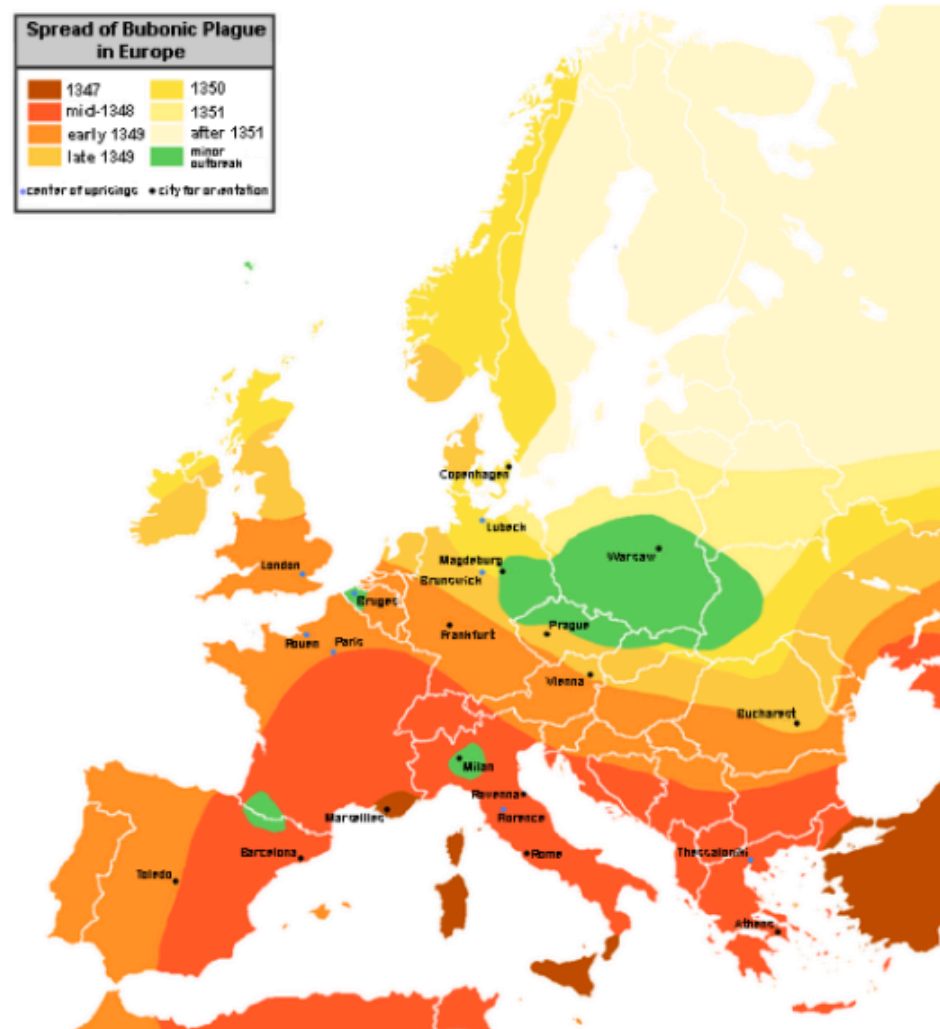 Spread of Bubonic Plague
in Europe
1347
mid-1348
early 1349
late 1349
1350
1351
after 1351
minor
outbreak
center of uprisings
city for orientation
Copenhagen
Lubeck
Magdeburg
Brunswick
Warsaw
London
Bruges
Prague
Frankfurt
Rouen
Paris
Vienna
Bucharest
Milan
Ravenna
Marseilles
Florence
Barcelona
Rome
Thessaloniki
Toledo
Athens